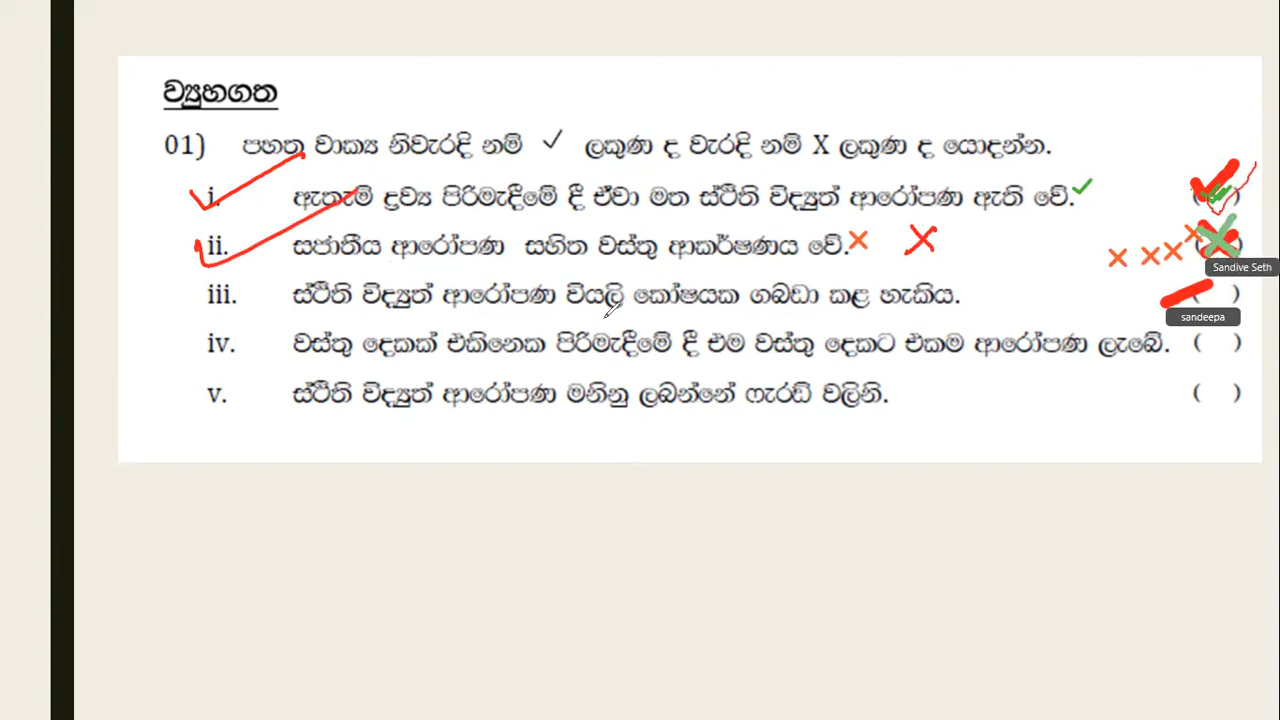 ව්‍යුහගත
01) පහත වාක්‍ය නිවැරදි නම් ✓ ලකුණ ද වැරදි නම් X ලකුණ ද යොදන්න.
i. ඇතැම් ද්‍රව්‍ය පිරිමැදීමේ දී ඒවා මත ස්ථිති විද්‍යුත් ආරෝපණ ඇති වේ. ( )
ii. සජාතීය ආරෝපණ සහිත වස්තු ආකර්ෂණය වේ. ( )
Sandive Seth
iii. ස්ථිති විද්‍යුත් ආරෝපණ වියලි කෝෂයක ගබඩා කළ හැකිය. ( )
sandeepa
iv. වස්තු දෙකක් එකිනෙක පිරිමැදීමේ දී එම වස්තු දෙකට එකම ආරෝපණ ලැබේ. ( )
v. ස්ථිති විද්‍යුත් ආරෝපණ මනිනු ලබන්නේ ෆැරඩ් වලිනි. ( )